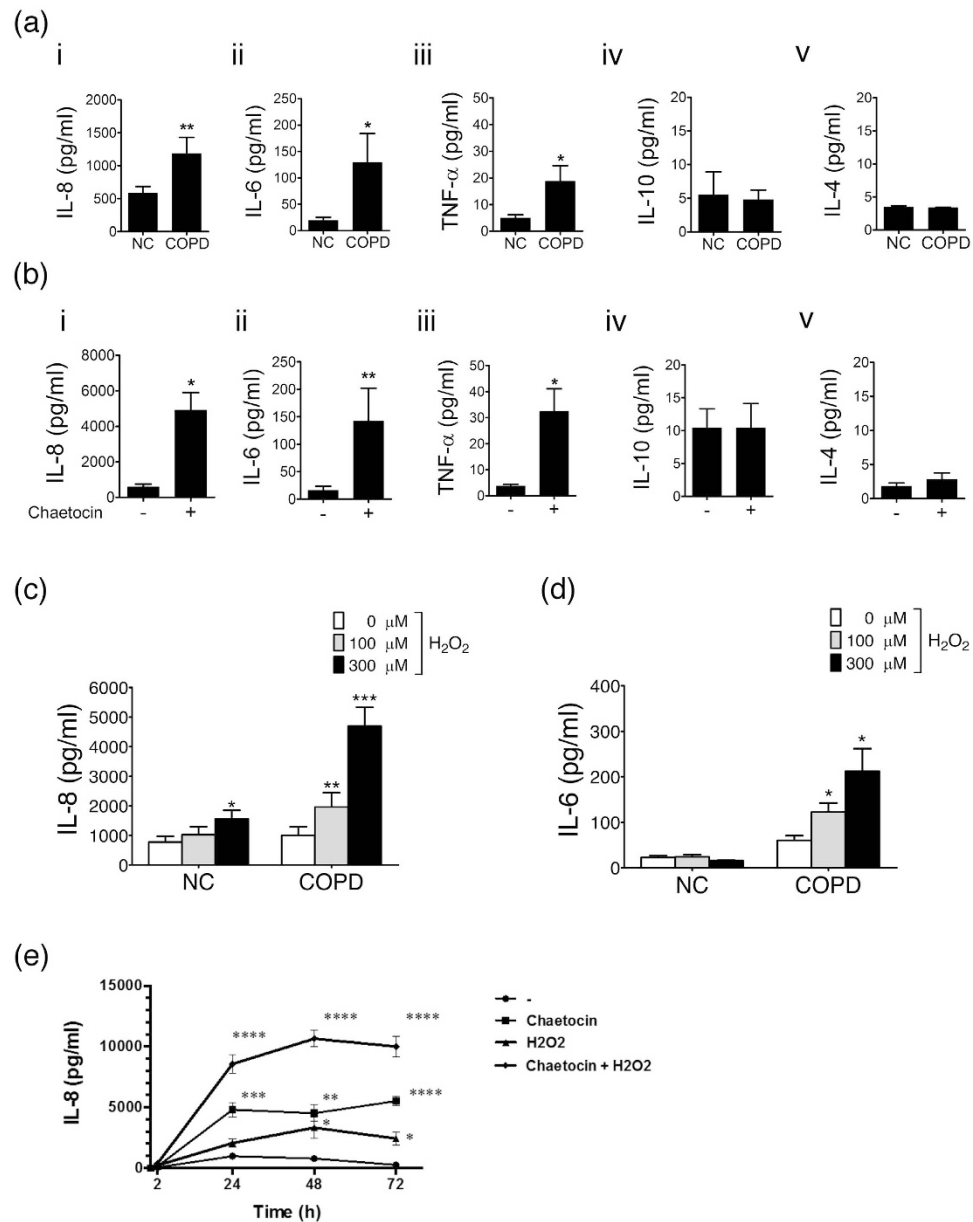 (a)
i ii iii iv v
IL-8 (pg/ml)
2000
1500
1000
500
0
**
NC COPD
IL-6 (pg/ml)
250
200
150
100
50
0
*
NC COPD
TNF-α (pg/ml)
50
40
30
20
10
0
*
NC COPD
IL-10 (pg/ml)
20
15
10
5
0
NC COPD
IL-4 (pg/ml)
20
15
10
5
0
NC COPD
(b)
i ii iii iv v
IL-8 (pg/ml)
8000
6000
4000
2000
0
*
Chaetocin - +
IL-6 (pg/ml)
250
200
150
100
50
0
**
- +
TNF-α (pg/ml)
50
40
30
20
10
0
*
- +
IL-10 (pg/ml)
20
15
10
5
0
- +
IL-4 (pg/ml)
20
15
10
5
0
- +
(c)
0 μM
100 μM
300 μM
H2O2
IL-8 (pg/ml)
6000
5000
4000
3000
2000
1000
0
* ** ***
NC COPD
(d)
0 μM
100 μM
300 μM
H2O2
IL-6 (pg/ml)
400
300
200
100
0
* *
NC COPD
(e)
IL-8 (pg/ml)
15000
10000
5000
0
**** **** ****
*** ** ****
* *
2 24 48 72
Time (h)
-
Chaetocin
H2O2
Chaetocin + H2O2